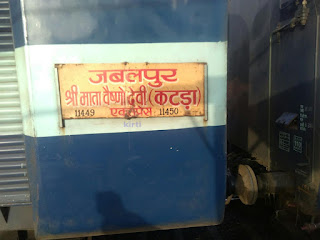 जबलपुर
श्री माता वैष्णो देवी (कटड़ा)
11449 एक्सप्रेस 11450